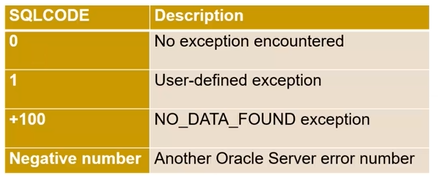 SQLCODE Description
0 No exception encountered
1 User-defined exception
+100 NO_DATA_FOUND exception
Negative number Another Oracle Server error number